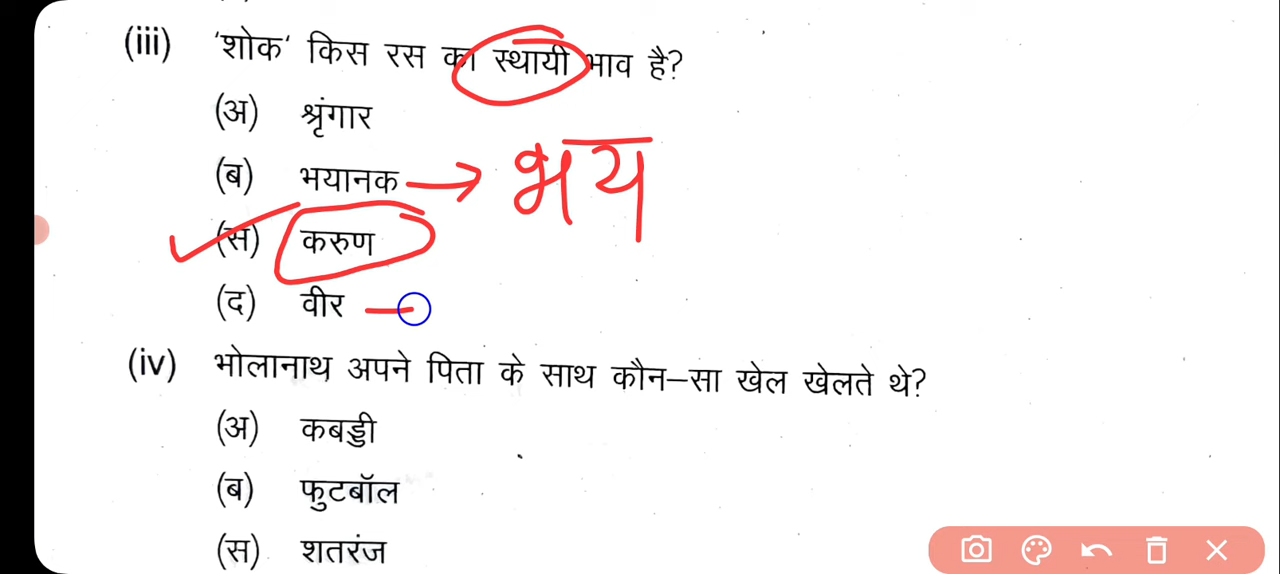 (iii) 'शोक' किस रस का स्थायी भाव है?
(अ) श्रृंगार
(ब) भयानक → भय
(स) करुण
(द) वीर
(iv) भोलानाथ अपने पिता के साथ कौन-सा खेल खेलते थे?
(अ) कबड्डी
(ब) फुटबॉल
(स) शतरंज